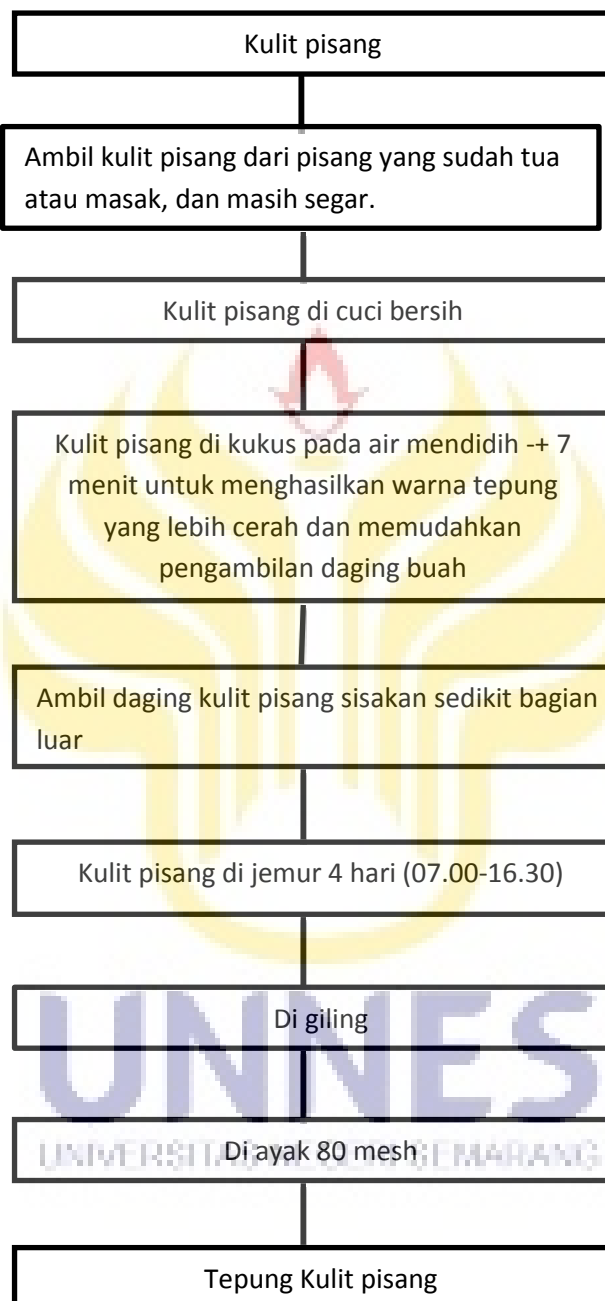 Kulit pisang
Ambil kulit pisang dari pisang yang sudah tua
atau masak, dan masih segar.
Kulit pisang di cuci bersih
Kulit pisang di kukus pada air mendidih -+ 7
menit untuk menghasilkan warna tepung
yang lebih cerah dan memudahkan
pengambilan daging buah
Ambil daging kulit pisang sisakan sedikit bagian
luar
Kulit pisang di jemur 4 hari (07.00-16.30)
UNNES
Di giling
UNIVERSITAS NEGERI SEMARANG
Di ayak 80 mesh
Tepung Kulit pisang